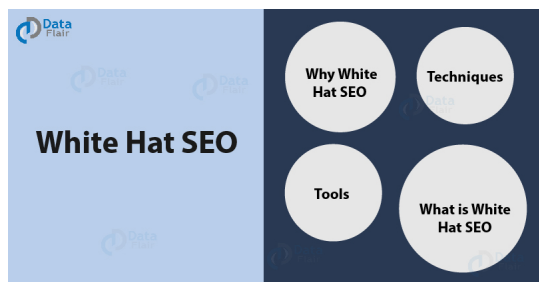 Data
Flair
White Hat SEO
Why White
Hat SEO
Techniques
Tools
What is White
Hat SEO